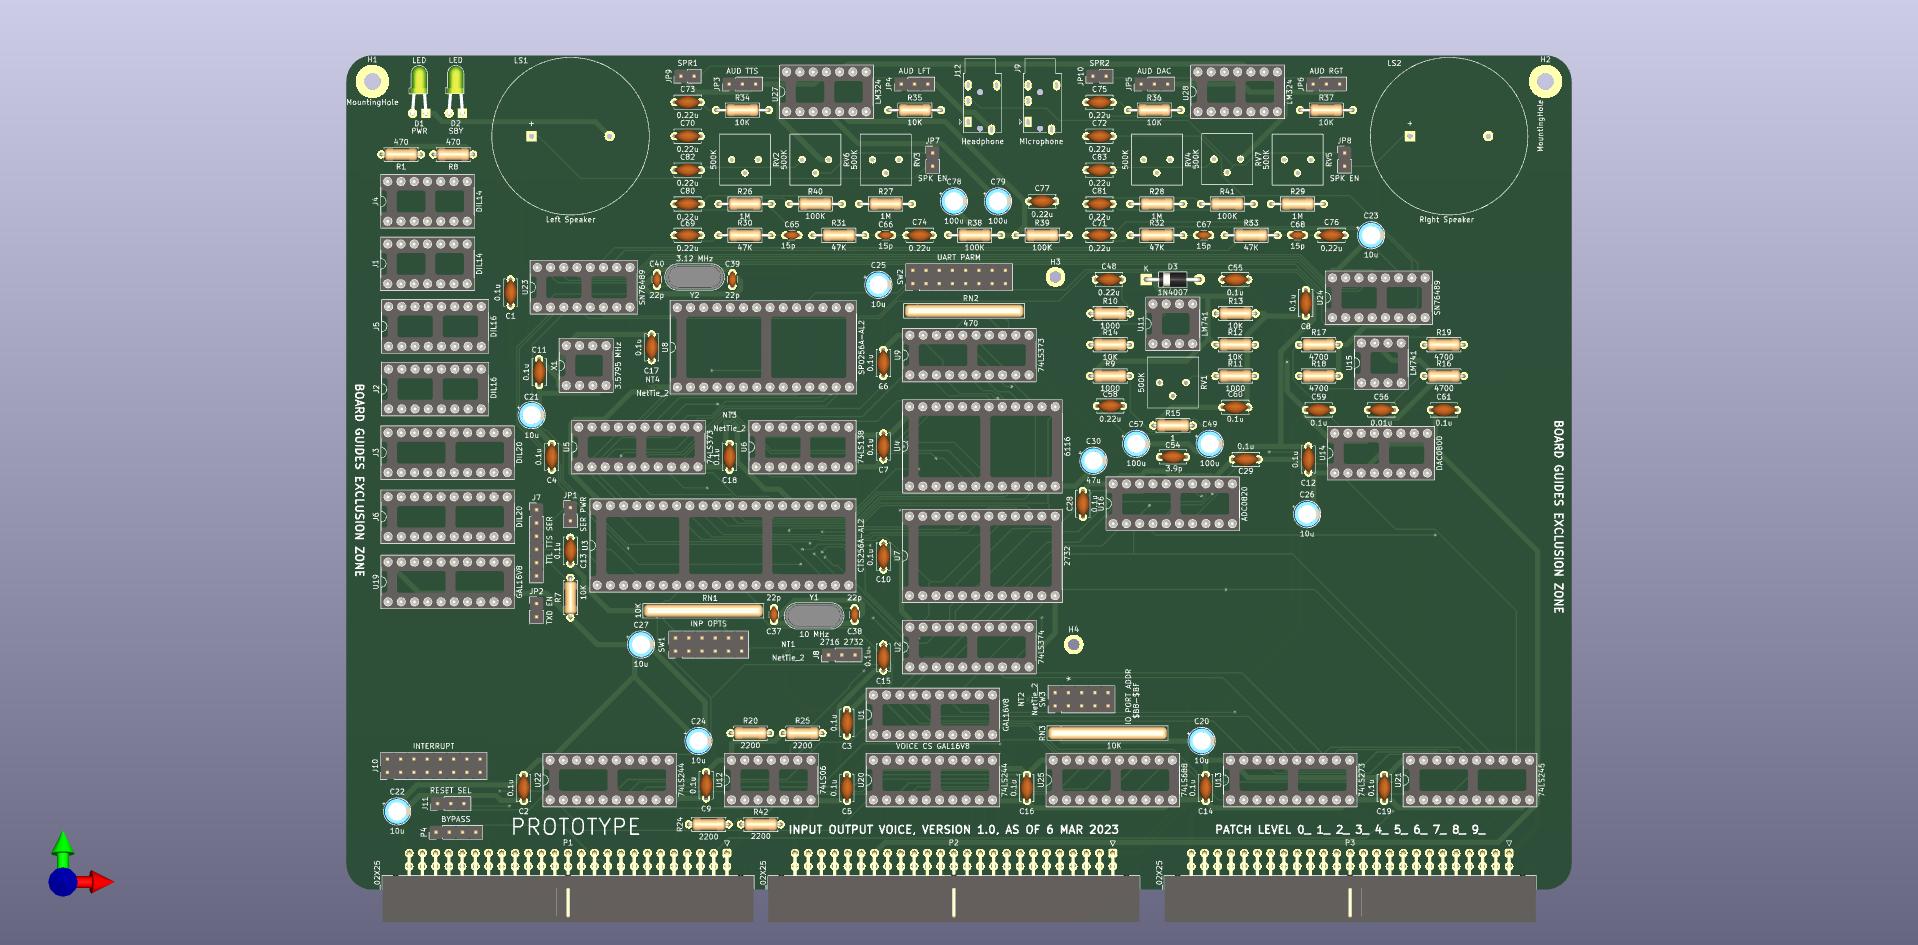 H1
MountingHole
LED
LED
D1
PWR
D2
SBY
470
470
R1
R8
LS1
+
Left Speaker
SPR1
JP9
AUD TTS
JP3
C73
0.22u
R34
10K
U27
LM324
AUD LFT
JP4
R35
10K
J12
Headphone
J9
Microphone
SPR2
JP10
AUD DAC
JP5
C75
0.22u
R36
10K
U28
LM324
AUD RGT
JP6
R37
10K
LS2
+
Right Speaker
H2
MountingHole
C70
0.22u
C82
0.22u
500K
RV2
500K
RV6
500K
RV3
JP7
SPK EN
C72
0.22u
C83
0.22u
500K
RV4
500K
RV7
500K
RV5
JP8
SPK EN
C80
0.22u
R26
1M
R40
100K
R27
1M
C78
100u
C79
100u
C77
0.22u
C81
0.22u
R28
1M
R41
100K
R29
1M
C69
0.22u
R30
47K
C65
15p
R31
47K
C66
15p
C74
0.22u
R38
100K
R39
100K
C71
0.22u
R32
47K
C67
15p
R33
47K
C68
15p
C76
0.22u
C23
10u
J4
DIL14
J1
DIL14
J5
DIL16
J2
DIL16
J3
DIL20
J6
DIL20
U19
GAL16V8
0.1u
C1
U23
SN76489
C40
22p
3.12 MHz
Y2
C39
22p
C25
10u
UART PARM
SW2
RN2
470
H3
C48
0.22u
K
D3
1N4007
C55
0.1u
0.1u
C8
U24
SN76489
C11
0.1u
X1
3.5795 MHz
0.1u
C17
NT4
NetTie_2
U8
SP0256A-AL2
0.1u
C6
U9
74LS373
R10
1000
R14
10K
R9
1000
C58
0.22u
U11
LM741
R13
10K
R12
10K
R11
1000
C60
0.1u
500K
RV1
R15
1
R17
4700
R18
4700
U15
LM741
R19
4700
R16
4700
C59
0.1u
C56
0.01u
C61
0.1u
C21
10u
0.1u
C4
U5
74LS373
NT3
NetTie_2
0.1u
C18
U6
74LS138
0.1u
C7
U4
6116
C30
47u
C57
100u
C54
3.9p
C49
100u
0.1u
C29
0.1u
C12
U14
DAC0800
BOARD GUIDES EXCLUSION ZONE
BOARD GUIDES EXCLUSION ZONE
J7
TTL TTS SER
JP1
SER PWR
0.1u
C13
U3
CTS256A-AL2
0.1u
C10
U7
2732
C28
0.1u
U16
ADC0820
C26
10u
JP2
TXD EN
R7
10K
RN1
10K
C27
10u
INP OPTS
SW1
22p
C37
Y1
10 MHz
22p
C38
NT1
NetTie_2
2716 2732
J8
0.1u
C15
U2
74LS374
H4
NT2
NetTie_2
SW3
*
IO PORT ADDR
$B8-$BF
RN3
10K
C24
10u
R20
2200
R25
2200
0.1u
C3
U1
GAL16V8
VOICE CS GAL16V8
C20
10u
INTERRUPT
J10
C22
10u
RESET SEL
J11
BYPASS
P4
0.1u
C2
U22
74LS244
0.1u
C9
U12
74LS06
0.1u
C5
U20
74LS244
0.1u
C16
U25
74LS688
0.1u
C14
U13
74LS273
0.1u
C19
U21
74LS245
R24
2200
R42
2200
PROTOTYPE
INPUT OUTPUT VOICE, VERSION 1.0, AS OF 6 MAR 2023
PATCH LEVEL 0_ 1_ 2_ 3_ 4_ 5_ 6_ 7_ 8_ 9_
P1
P2
P3
02X25
02X25
02X25